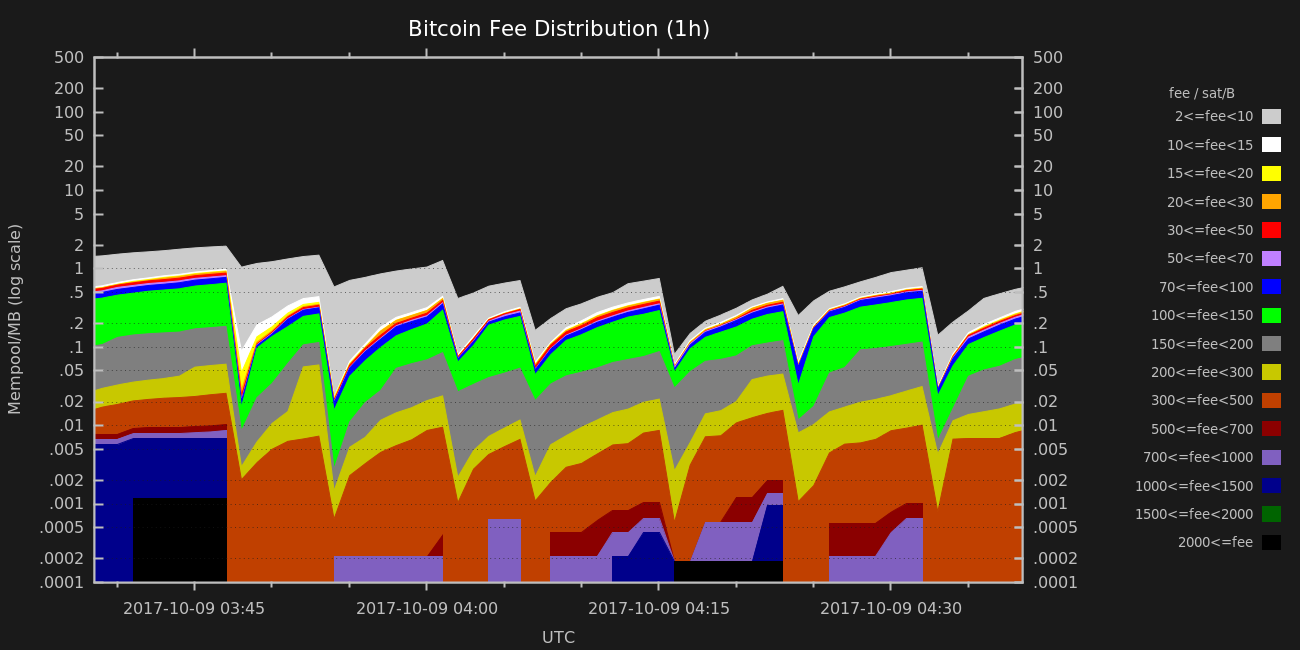 Bitcoin Fee Distribution (1h)
Mempool/MB (log scale)
500
200
100
50
20
10
5
2
1
.5
.2
.1
.05
.02
.01
.005
.002
.001
.0005
.0002
.0001
500
200
100
50
20
10
5
2
1
.5
.2
.1
.05
.02
.01
.005
.002
.001
.0005
.0002
.0001
2017-10-09 03:45
2017-10-09 04:00
2017-10-09 04:15
2017-10-09 04:30
UTC
fee / sat/B
2<=fee<10
10<=fee<15
15<=fee<20
20<=fee<30
30<=fee<50
50<=fee<70
70<=fee<100
100<=fee<150
150<=fee<200
200<=fee<300
300<=fee<500
500<=fee<700
700<=fee<1000
1000<=fee<1500
1500<=fee<2000
2000<=fee